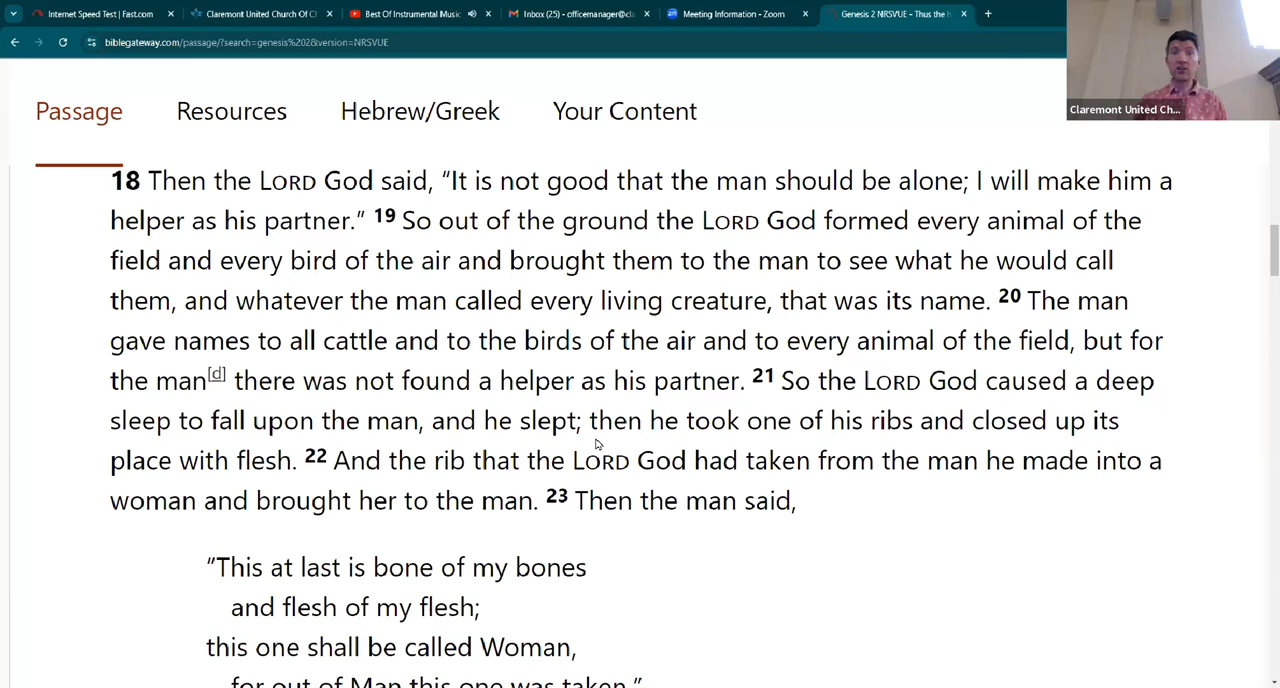 Internet Speed Test | Fast.com
Claremont United Church Of Ch
Best Of Instrumental Music
Inbox (25) - officemanager@cla
Meeting Information - Zoom
Genesis 2 NRSVUE - Thus the h
biblegateway.com/passage/?search=genesis%202&version=NRSVUE
Claremont United Ch...
Passage
Resources
Hebrew/Greek
Your Content
18 Then the LORD God said, “It is not good that the man should be alone; I will make him a
helper as his partner.” 19 So out of the ground the LORD God formed every animal of the
field and every bird of the air and brought them to the man to see what he would call
them, and whatever the man called every living creature, that was its name. 20 The man
gave names to all cattle and to the birds of the air and to every animal of the field, but for
the man[d] there was not found a helper as his partner. 21 So the LORD God caused a deep
sleep to fall upon the man, and he slept; then he took one of his ribs and closed up its
place with flesh. 22 And the rib that the LORD God had taken from the man he made into a
woman and brought her to the man. 23 Then the man said,
“This at last is bone of my bones
and flesh of my flesh;
this one shall be called Woman,
for out of Man this one was taken.”